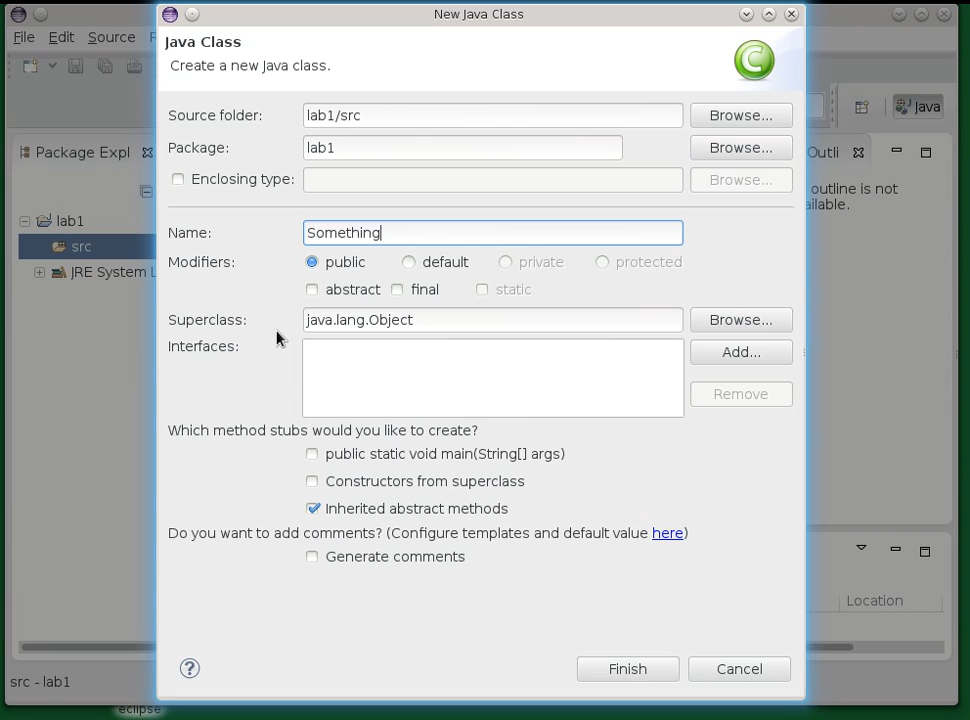 New Java Class
File Edit Source
Java Class
Create a new Java class.
C
Source folder: lab1/src Browse...
Java
Package: lab1 Browse...
Package Expl
Outli
Enclosing type: Browse...
outline is not
lab1
Name: Something
src
Modifiers: public default private protected
JRE System
abstract final static
Superclass: java.lang.Object Browse...
Interfaces: Add...
Remove
Which method stubs would you like to create?
public static void main(String[] args)
Constructors from superclass
Inherited abstract methods
Do you want to add comments? (Configure templates and default value here)
Generate comments
Location
? Finish Cancel
src - lab1
eclipse